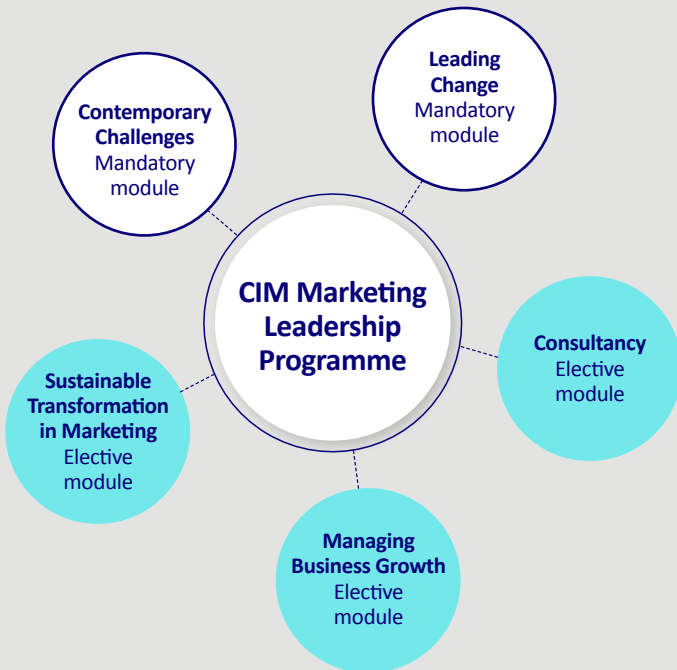 Leading
Change
Mandatory
module
Contemporary
Challenges
Mandatory
module
CIM Marketing
Leadership
Programme
Consultancy
Elective
module
Sustainable
Transformation
in Marketing
Elective
module
Managing
Business Growth
Elective
module